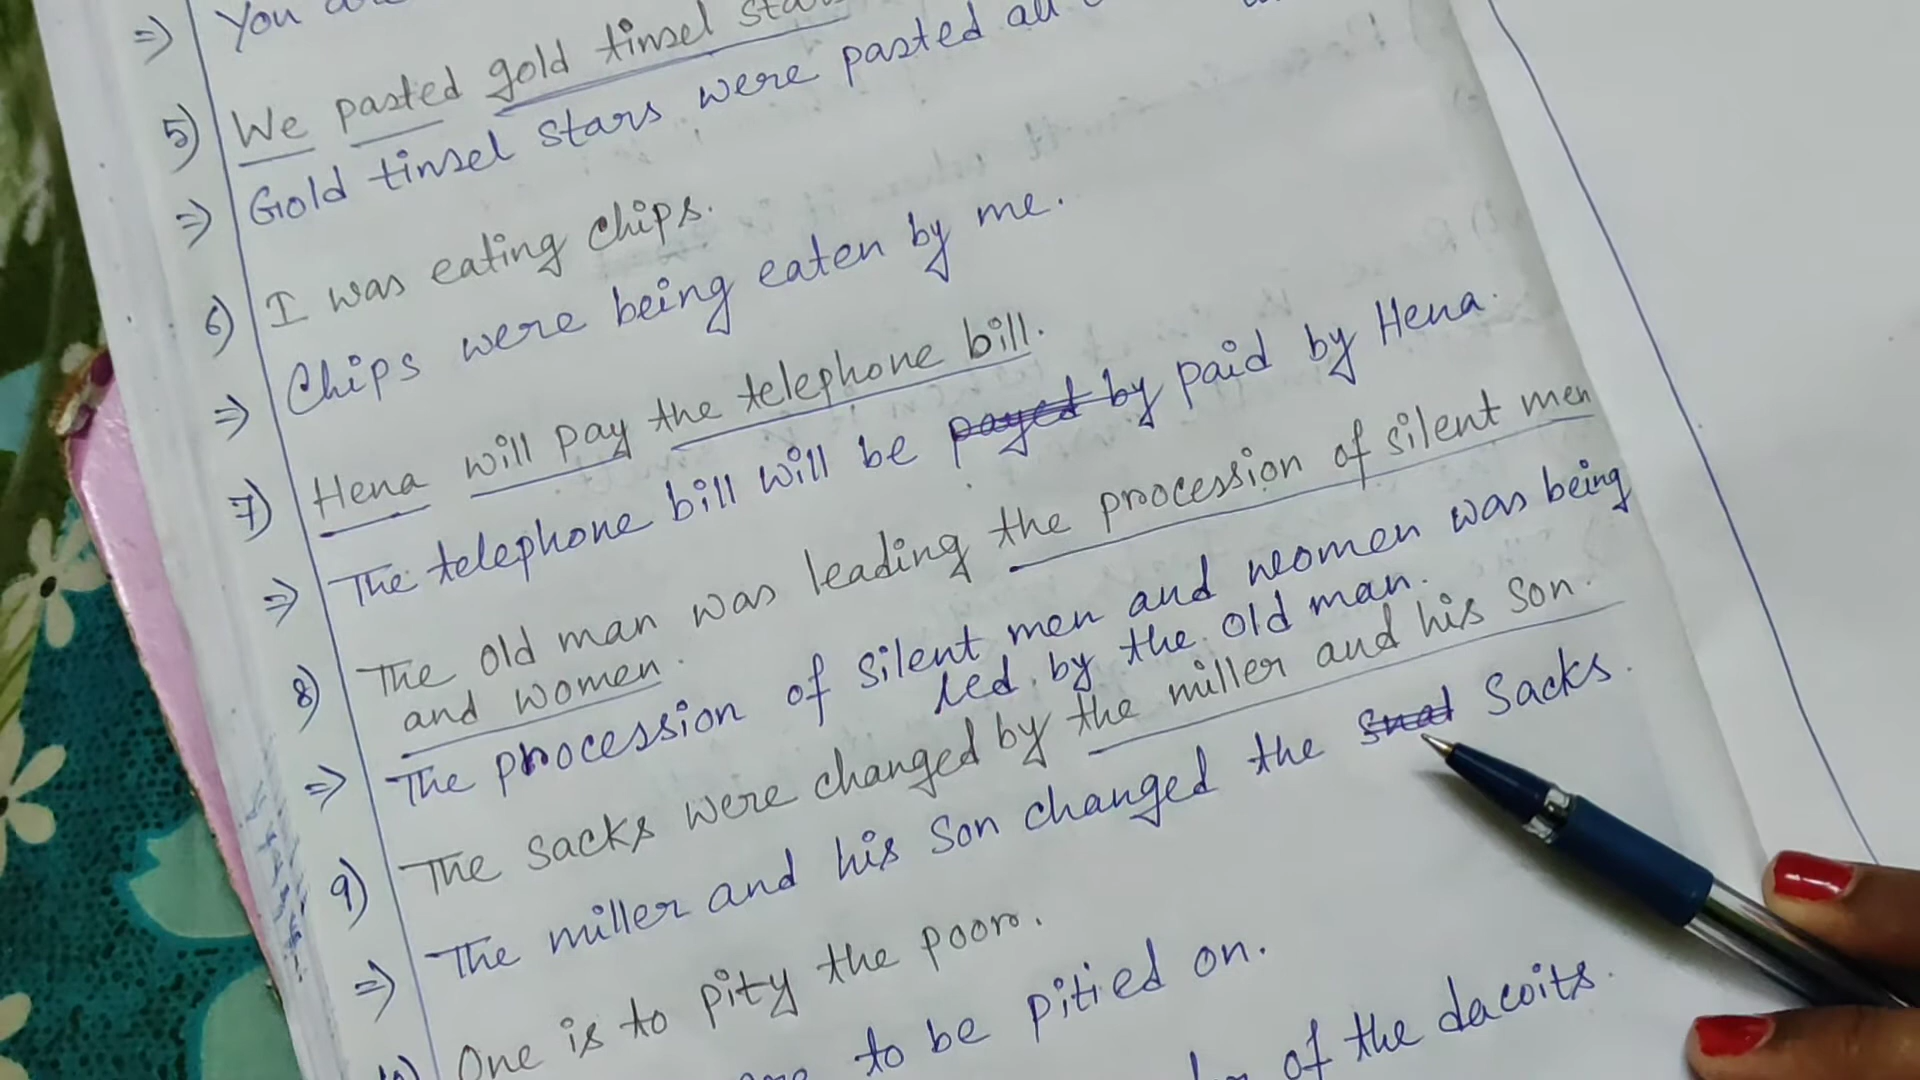 => You
5) We pasted gold tinsel
=> Gold tinsel stars were pasted all
6) I was eating chips.
=> Chips were being eaten by me.
7) Hena will pay the telephone bill.
=> The telephone bill will be payed by paid by Hena.
8) The old man was leading the procession of silent men
and women.
=> The procession of silent men and women was being
led by the old man.
9) The sacks were changed by the miller and his son.
=> The miller and his son changed the Sacks.
One is to pity the poor.
to be pitied on.
of the dacoits.